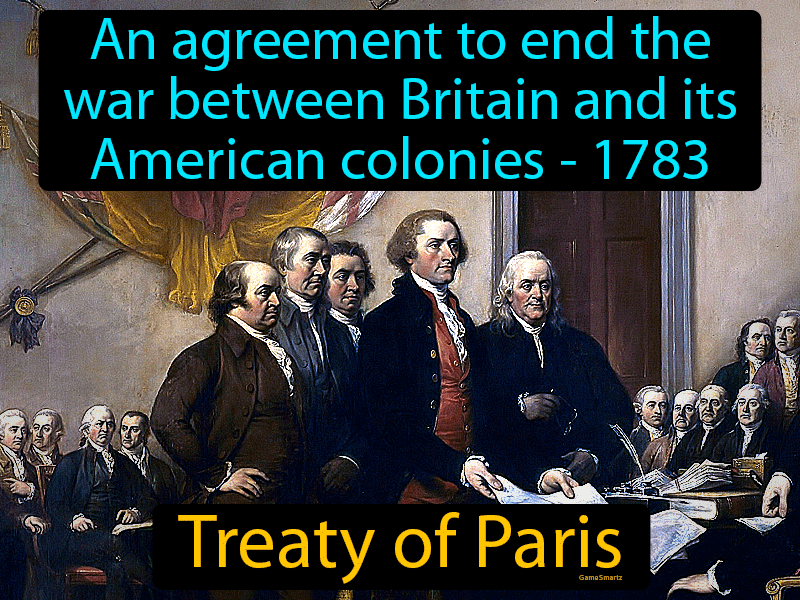 An agreement to end the
war between Britain and its
American colonies - 1783
Treaty of Paris
GameSmartz